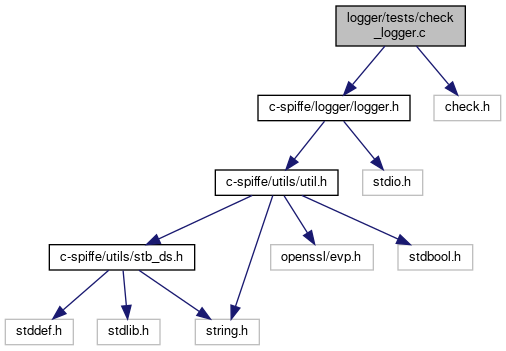 logger/tests/check
_logger.c
c-spiffe/logger/logger.h
check.h
c-spiffe/utils/util.h
stdio.h
c-spiffe/utils/stb_ds.h
openssl/evp.h
stdbool.h
stddef.h
stdlib.h
string.h